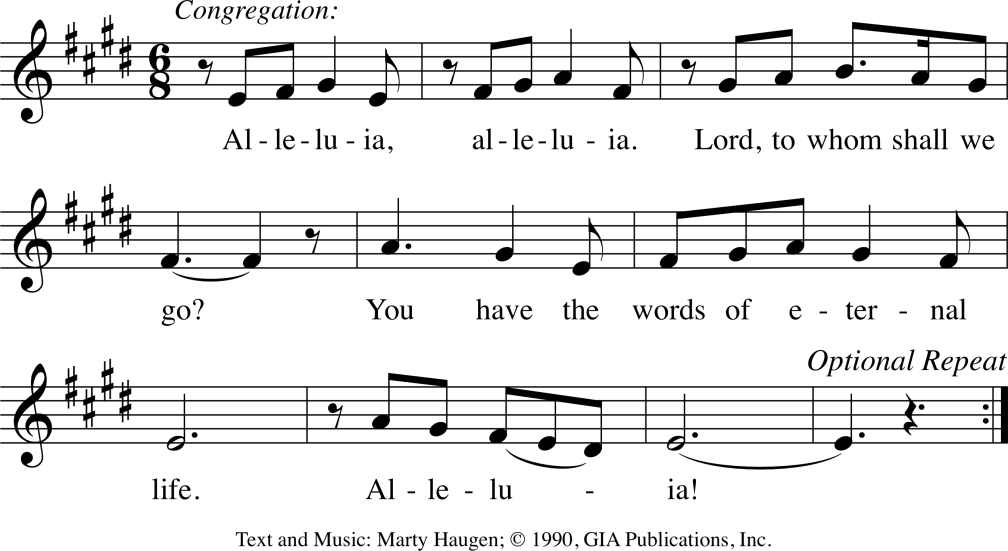 Congregation:
6
8
Al - le - lu - ia, al - le - lu - ia. Lord, to whom shall we
go? You have the words of e - ter - nal
Optional Repeat
life. Al - le - lu - ia!
Text and Music: Marty Haugen; © 1990, GIA Publications, Inc.